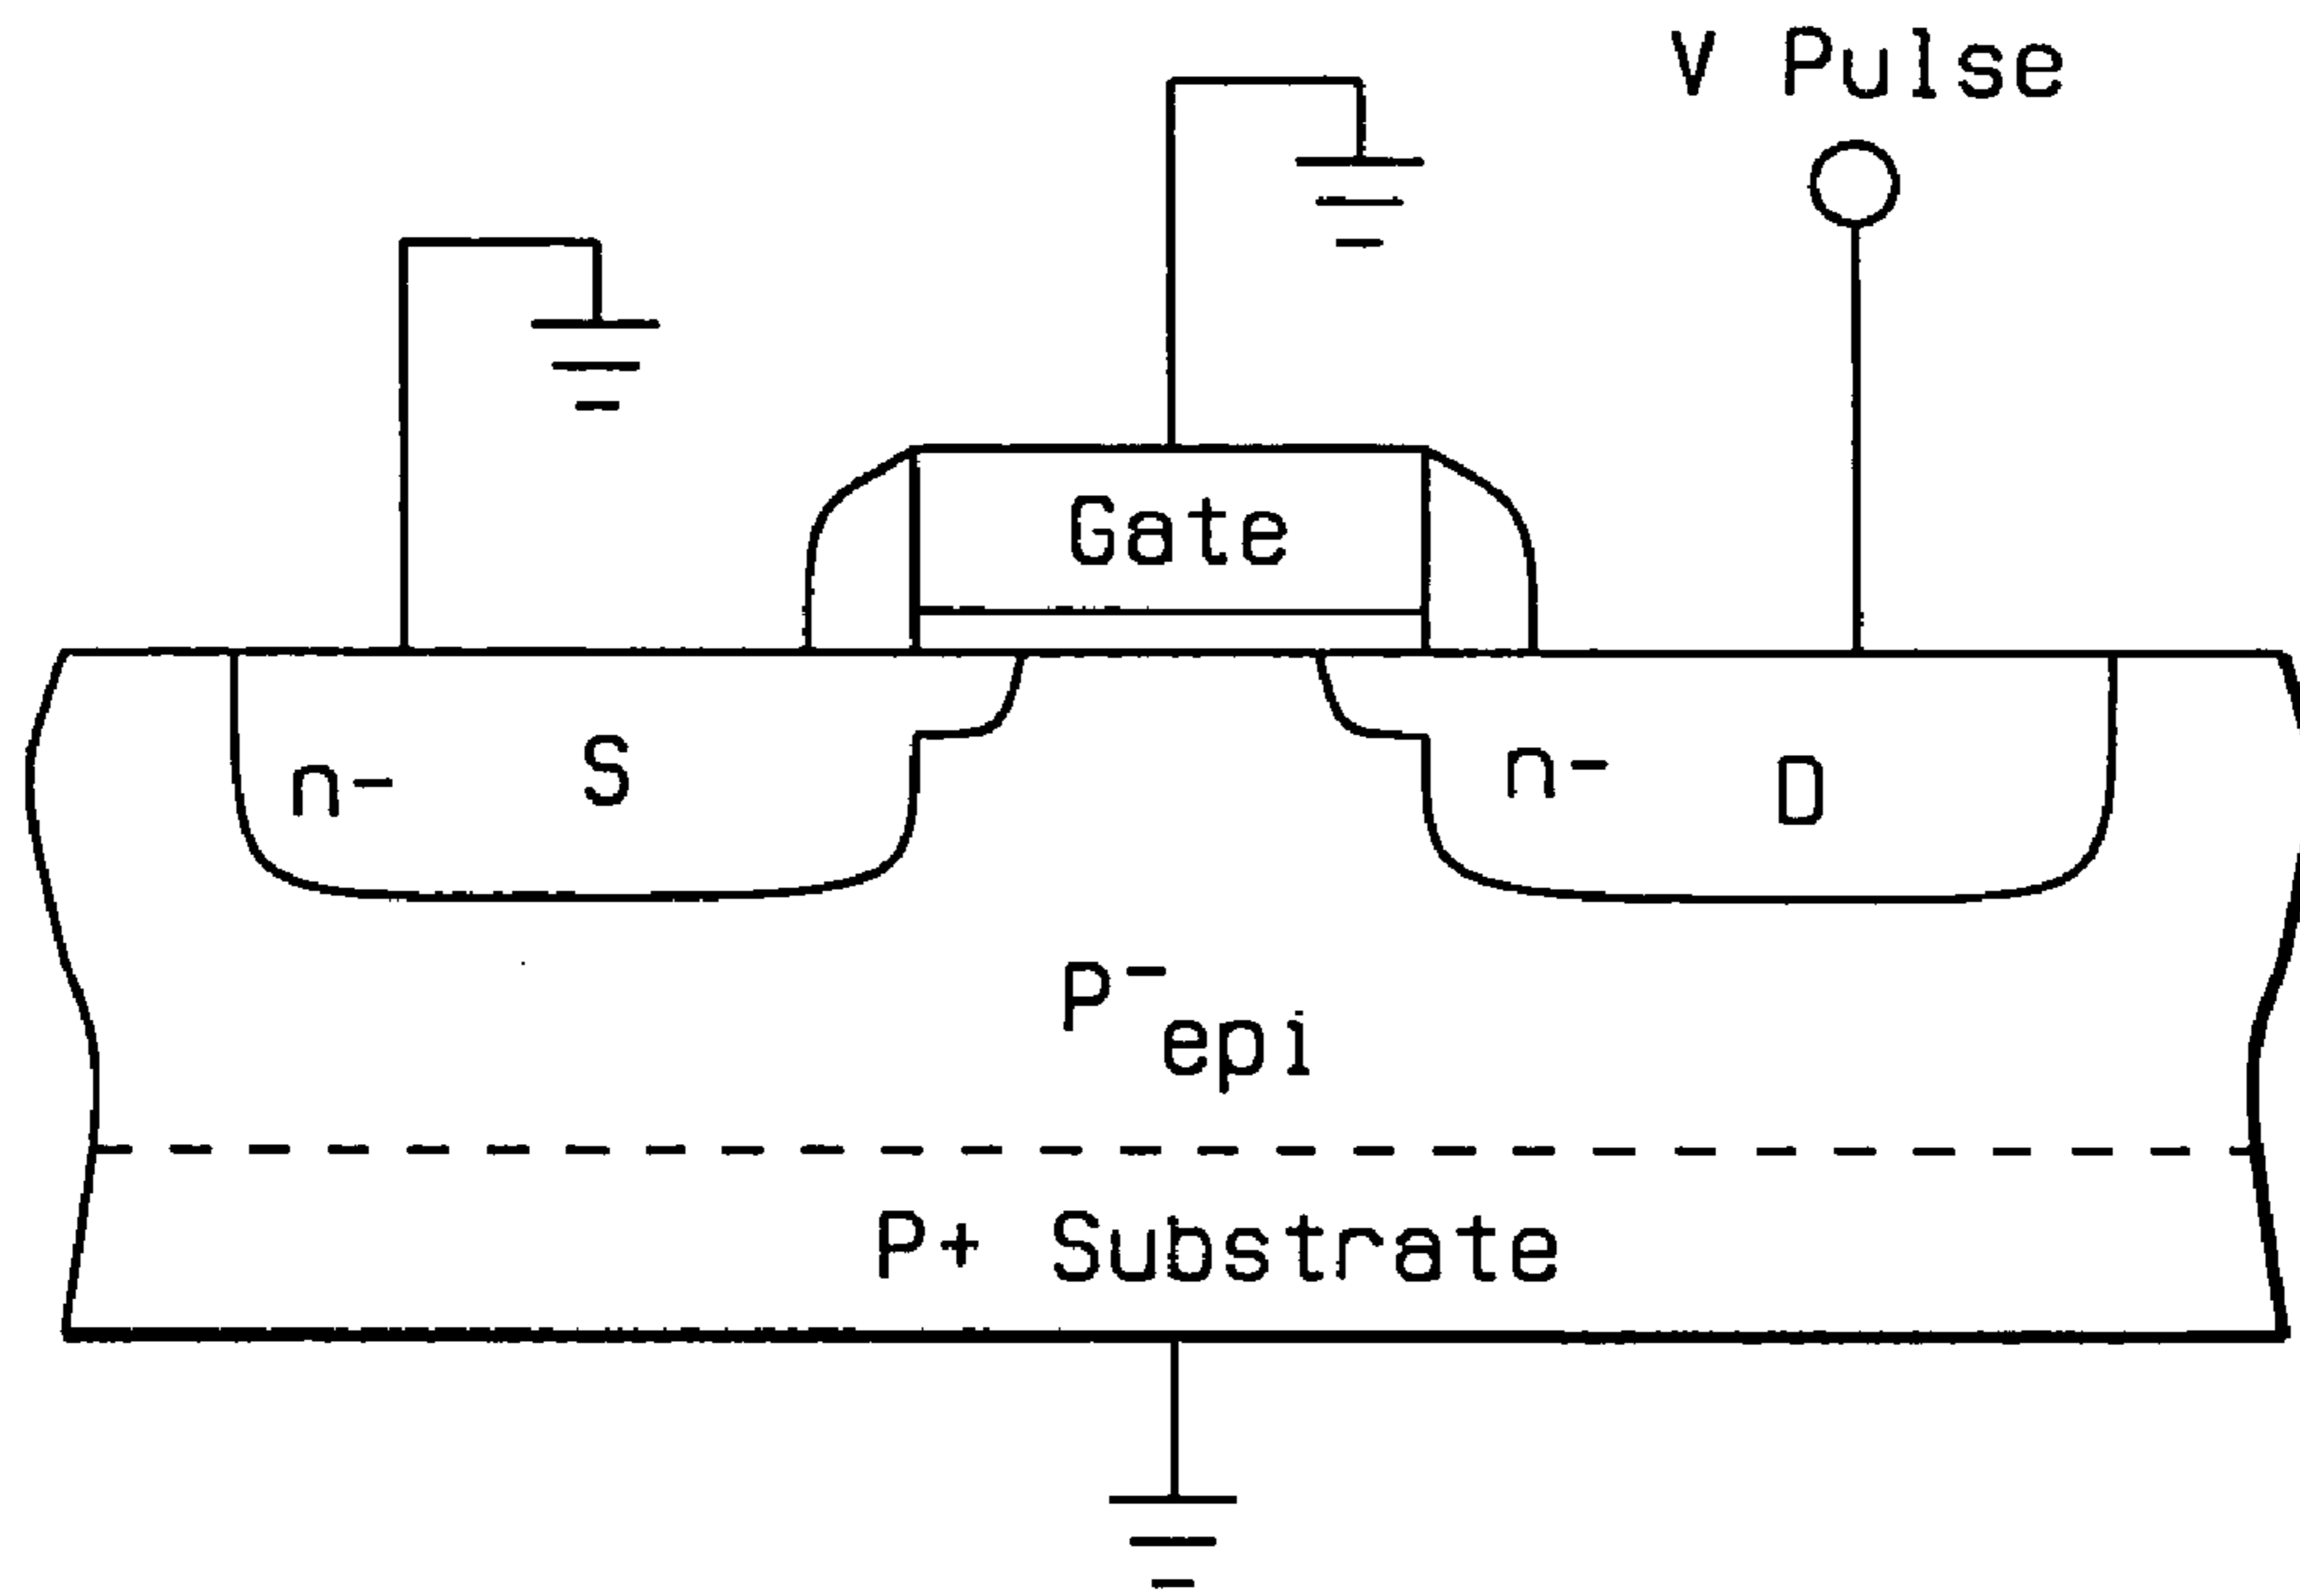 V Pulse
Gate
n- S
n- D
P⁻epi
P+ Substrate